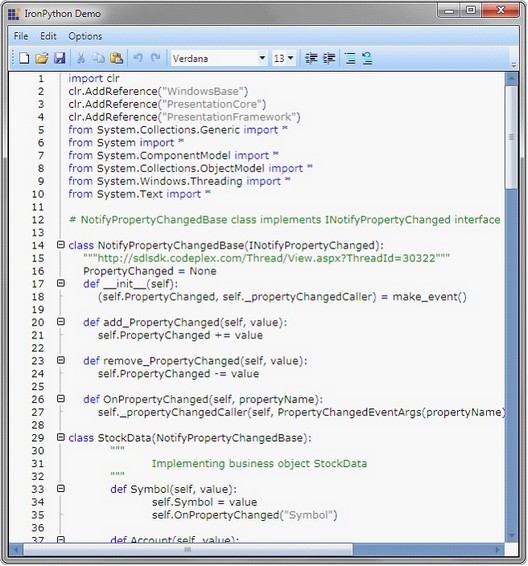 IronPython Demo
File Edit Options
Verdana 13
1 import clr
2 clr.AddReference("WindowsBase")
3 clr.AddReference("PresentationCore")
4 clr.AddReference("PresentationFramework")
5 from System.Collections.Generic import *
6 from System import *
7 from System.ComponentModel import *
8 from System.Collections.ObjectModel import *
9 from System.Windows.Threading import *
10 from System.Text import *
11
12 # NotifyPropertyChangedBase class implements INotifyPropertyChanged interface
13
14 class NotifyPropertyChangedBase(INotifyPropertyChanged):
15 """http://sdlsdk.codeplex.com/Thread/View.aspx?ThreadId=30322"""
16 PropertyChanged = None
17 def __init__(self):
18 (self.PropertyChanged, self._propertyChangedCaller) = make_event()
19
20 def add_PropertyChanged(self, value):
21 self.PropertyChanged += value
22
23 def remove_PropertyChanged(self, value):
24 self.PropertyChanged -= value
25
26 def OnPropertyChanged(self, propertyName):
27 self._propertyChangedCaller(self, PropertyChangedEventArgs(propertyName)
28
29 class StockData(NotifyPropertyChangedBase):
30 """
31 Implementing business object StockData
32 """
33 def Symbol(self, value):
34 self.Symbol = value
35 self.OnPropertyChanged("Symbol")
36
37 def Account(self, value):